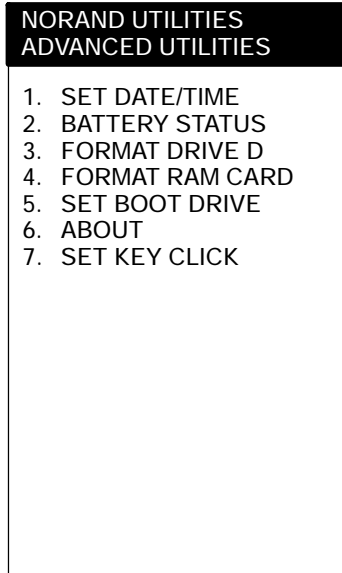 NORAND UTILITIES
ADVANCED UTILITIES
1. SET DATE/TIME
2. BATTERY STATUS
3. FORMAT DRIVE D
4. FORMAT RAM CARD
5. SET BOOT DRIVE
6. ABOUT
7. SET KEY CLICK